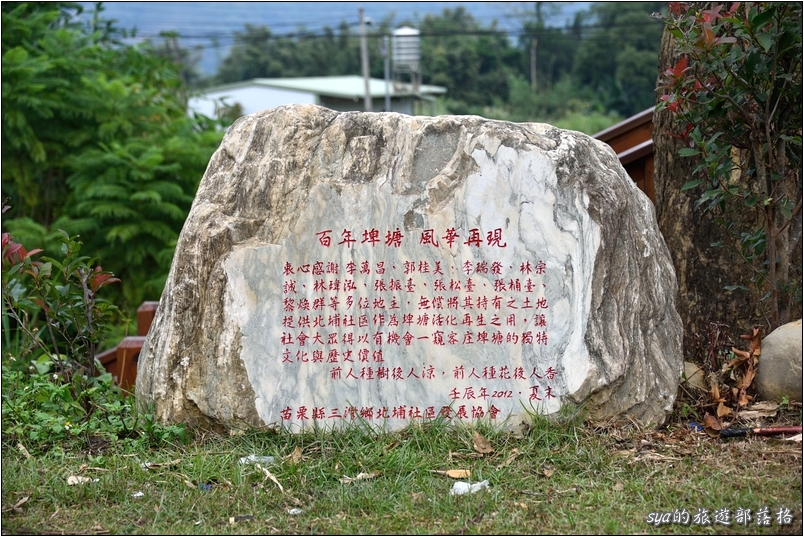 百年埤塘 風華再現
衷心感謝 李萬昌、郭桂美、李瑞發、林宗
誠、林瑋泓、張振臺、張松臺、張桶臺、
黎煥群等多位地主，無償將其持有之土地
提供北埔社區作為埤塘活化再生之用，讓
社會大眾得以有機會一窺客庄埤塘的獨特
文化與歷史價值
前人種樹後人涼，前人種花後人香
壬辰年2012．夏末
苗栗縣三灣鄉北埔社區發展協會
sya的旅遊部落格